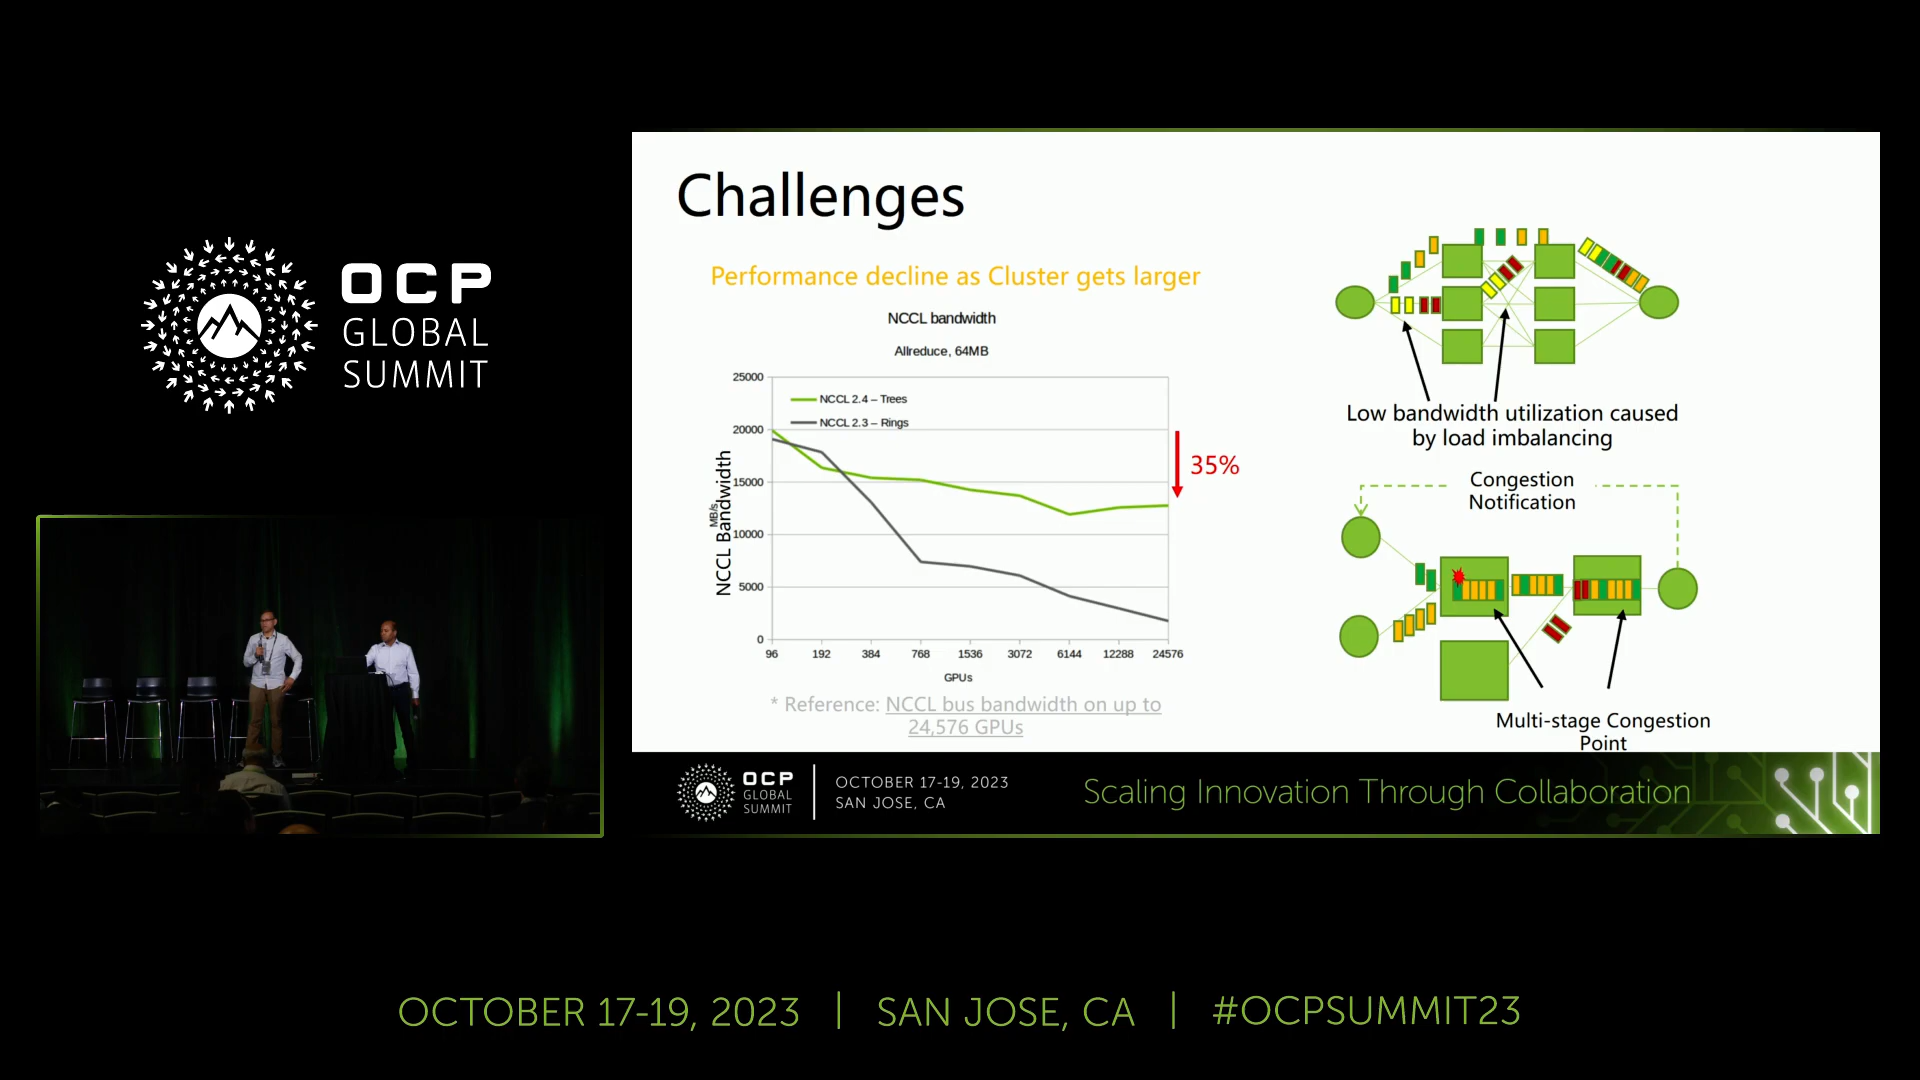 OCP
GLOBAL
SUMMIT
Challenges
Performance decline as Cluster gets larger
NCCL bandwidth
Allreduce, 64MB
25000
20000
15000
10000
5000
0
NCCL Bandwidth
MB/s
NCCL 2.4 – Trees
NCCL 2.3 – Rings
96 192 384 768 1536 3072 6144 12288 24576
GPUs
35%
* Reference: NCCL bus bandwidth on up to
24,576 GPUs
Low bandwidth utilization caused
by load imbalancing
Congestion
Notification
Multi-stage Congestion
Point
OCP
GLOBAL
SUMMIT
OCTOBER 17-19, 2023
SAN JOSE, CA
Scaling Innovation Through Collaboration
OCTOBER 17-19, 2023 | SAN JOSE, CA | #OCPSUMMIT23